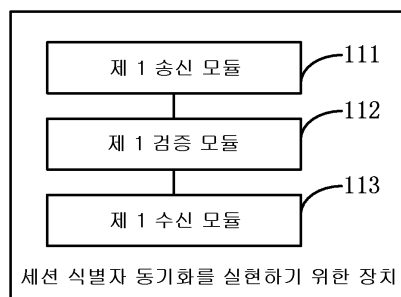 제 1 송신 모듈
111
제 1 검증 모듈
112
제 1 수신 모듈
113
세션 식별자 동기화를 실현하기 위한 장치